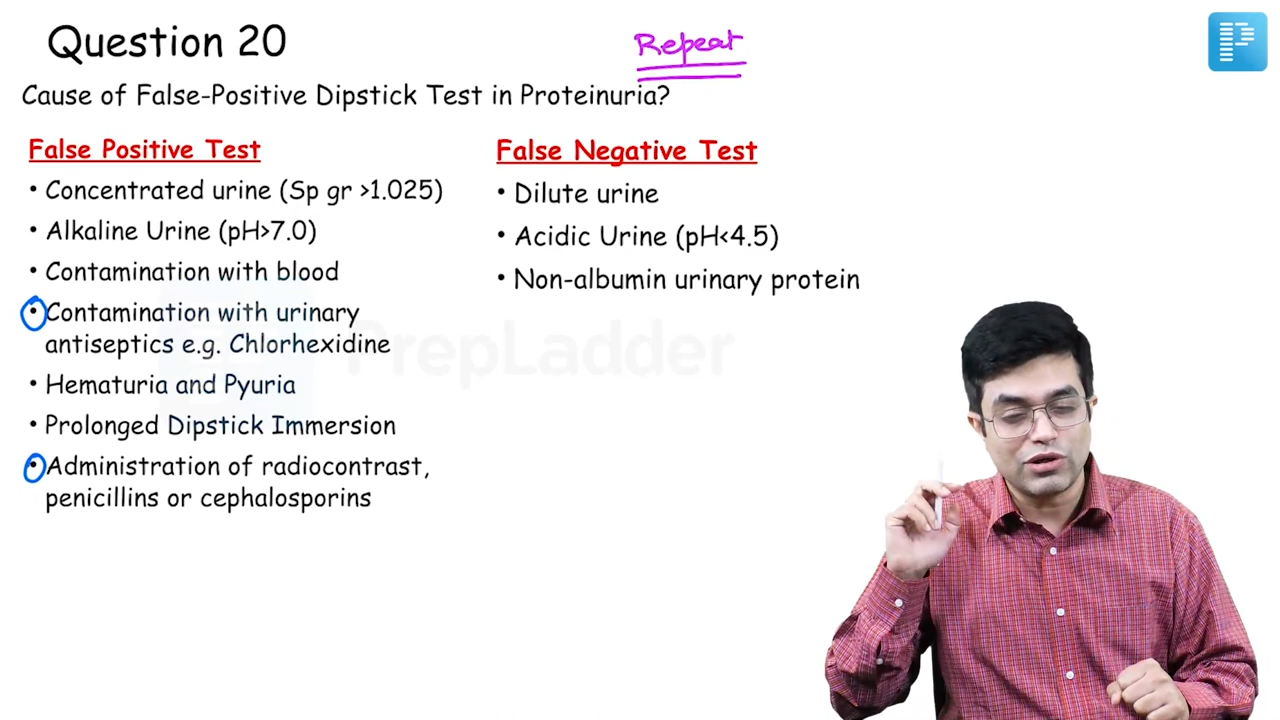 Question 20
Repeat
Cause of False-Positive Dipstick Test in Proteinuria?
False Positive Test
• Concentrated urine (Sp gr >1.025)
• Alkaline Urine (pH>7.0)
• Contamination with blood
• Contamination with urinary
antiseptics e.g. Chlorhexidine
• Hematuria and Pyuria
• Prolonged Dipstick Immersion
• Administration of radiocontrast,
penicillins or cephalosporins
False Negative Test
• Dilute urine
• Acidic Urine (pH<4.5)
• Non-albumin urinary protein
PrepLadder